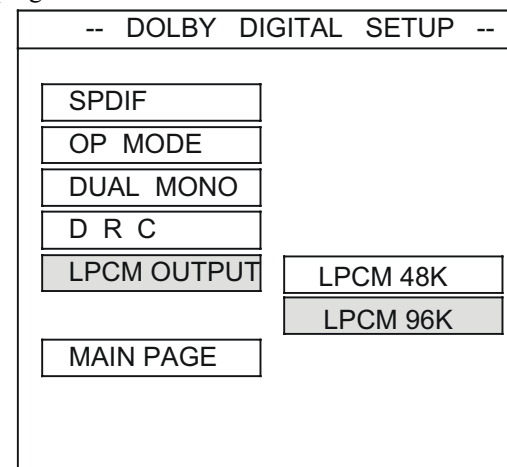 -- DOLBY DIGITAL SETUP --
SPDIF
OP MODE
DUAL MONO
D R C
LPCM OUTPUT
LPCM 48K
LPCM 96K
MAIN PAGE